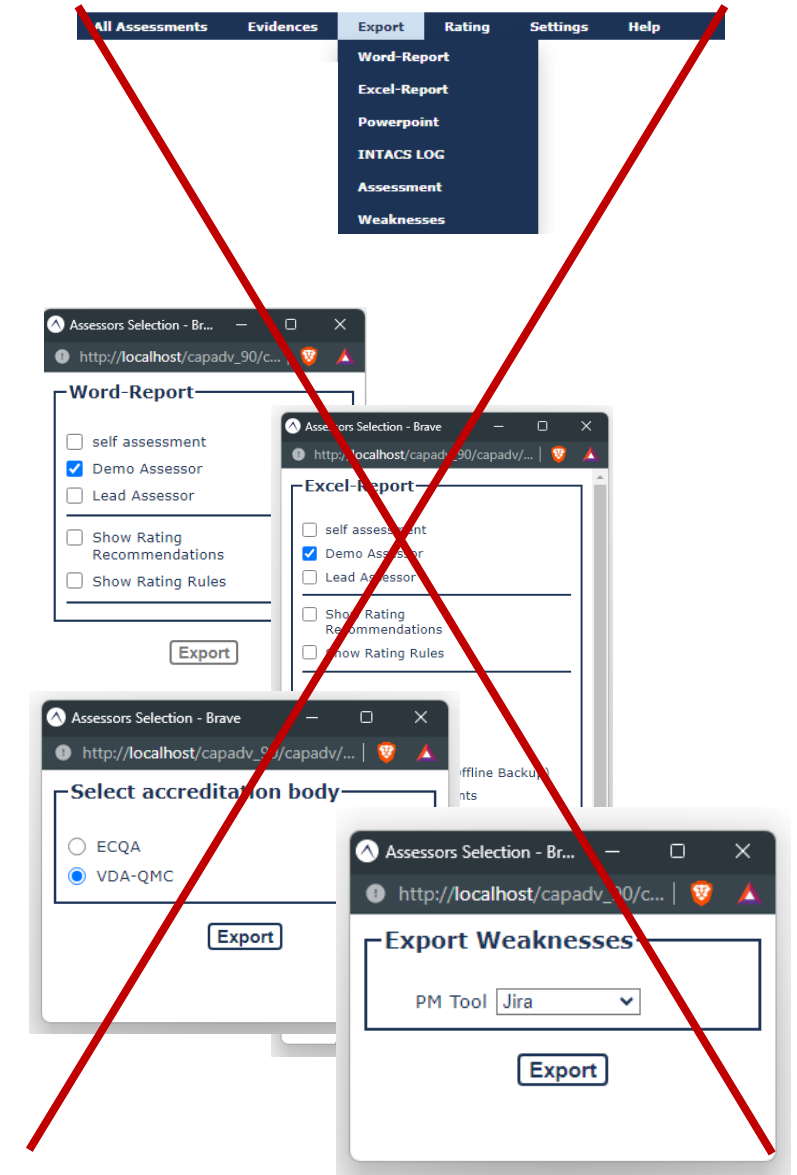 All Assessments Evidences Export Rating Settings Help
Word-Report
Excel-Report
Powerpoint
INTACS LOG
Assessment
Weaknesses
Assessors Selection - Br...
http://localhost/capadv_90/c...
Word-Report
self assessment
Demo Assessor
Lead Assessor
Show Rating
Recommendations
Show Rating Rules
Export
Assessors Selection - Brave
http://localhost/capadv_90/capadv/...
Excel-Report
self assessment
Demo Assessor
Lead Assessor
Show Rating
Recommendations
Show Rating Rules
ffline Backup)
nts
Assessors Selection - Brave
http://localhost/capadv_90/capadv/...
Select accreditation body
ECQA
VDA-QMC
Export
Assessors Selection - Br...
http://localhost/capadv_90/c...
Export Weaknesses
PM Tool Jira
Export